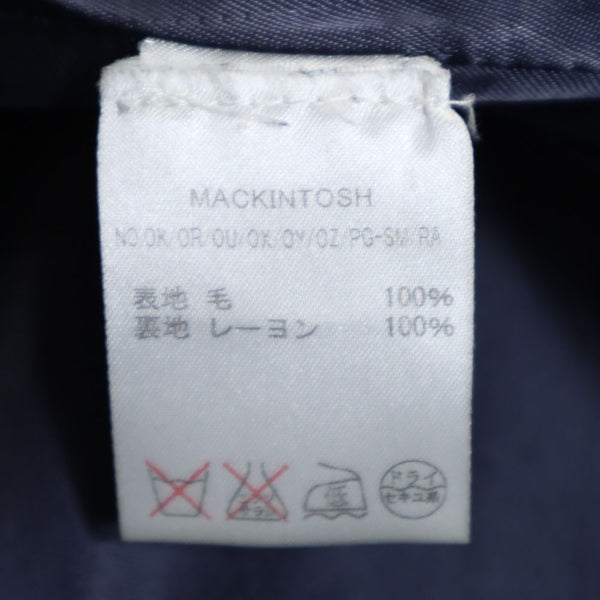 MACKINTOSH
NO.OK/OR/OU/OX/OY/OZ/PG-SM/RA
表地 毛 100%
裏地 レーヨン 100%
低
ドライ
セキユ系